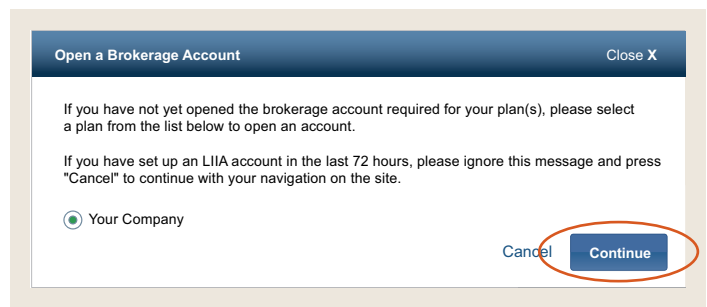 Open a Brokerage Account Close X
If you have not yet opened the brokerage account required for your plan(s), please select
a plan from the list below to open an account.
If you have set up an LIIA account in the last 72 hours, please ignore this message and press
"Cancel" to continue with your navigation on the site.
Your Company
Cancel Continue